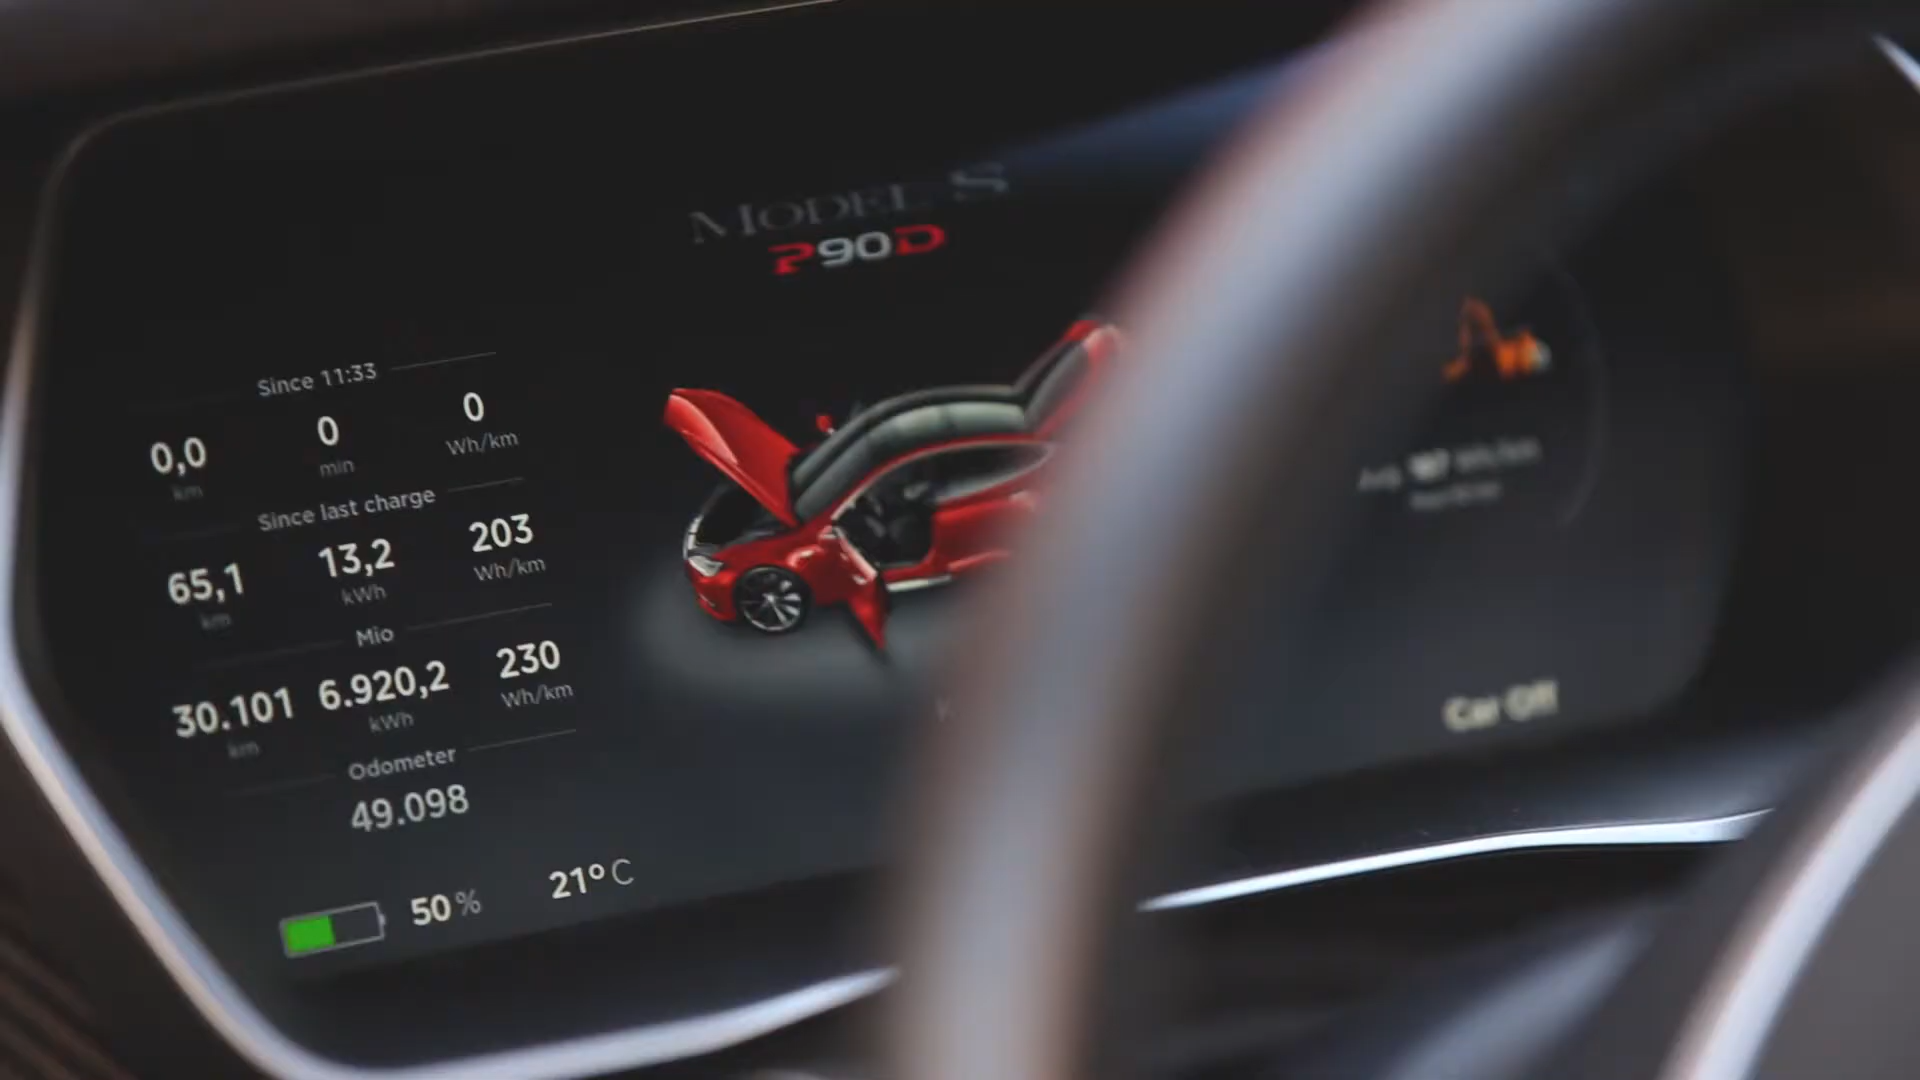 MODEL S
P90D
Since 11:33
0,0 0 0
km min Wh/km
Since last charge
65,1 13,2 203
km kWh Wh/km
Mio
30.101 6.920,2 230
km kWh Wh/km
Odometer
49.098
50 % 21° C
Car Off